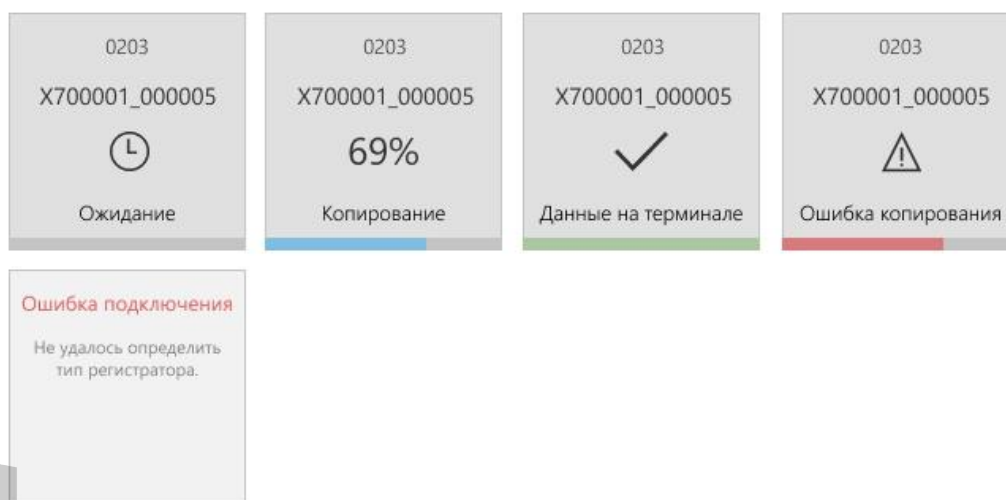 0203
X700001_000005
Ожидание
0203
X700001_000005
69%
Копирование
0203
X700001_000005
Данные на терминале
0203
X700001_000005
Ошибка копирования
Ошибка подключения
Не удалось определить
тип регистратора.